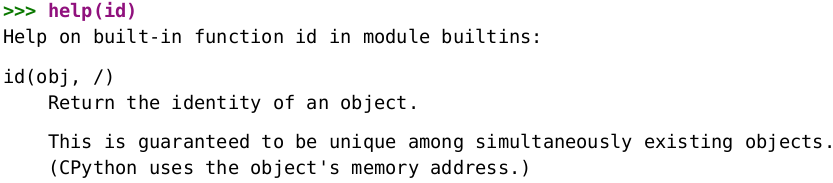 >>> help(id)
Help on built-in function id in module builtins:
id(obj, /)
Return the identity of an object.
This is guaranteed to be unique among simultaneously existing objects.
(CPython uses the object's memory address.)